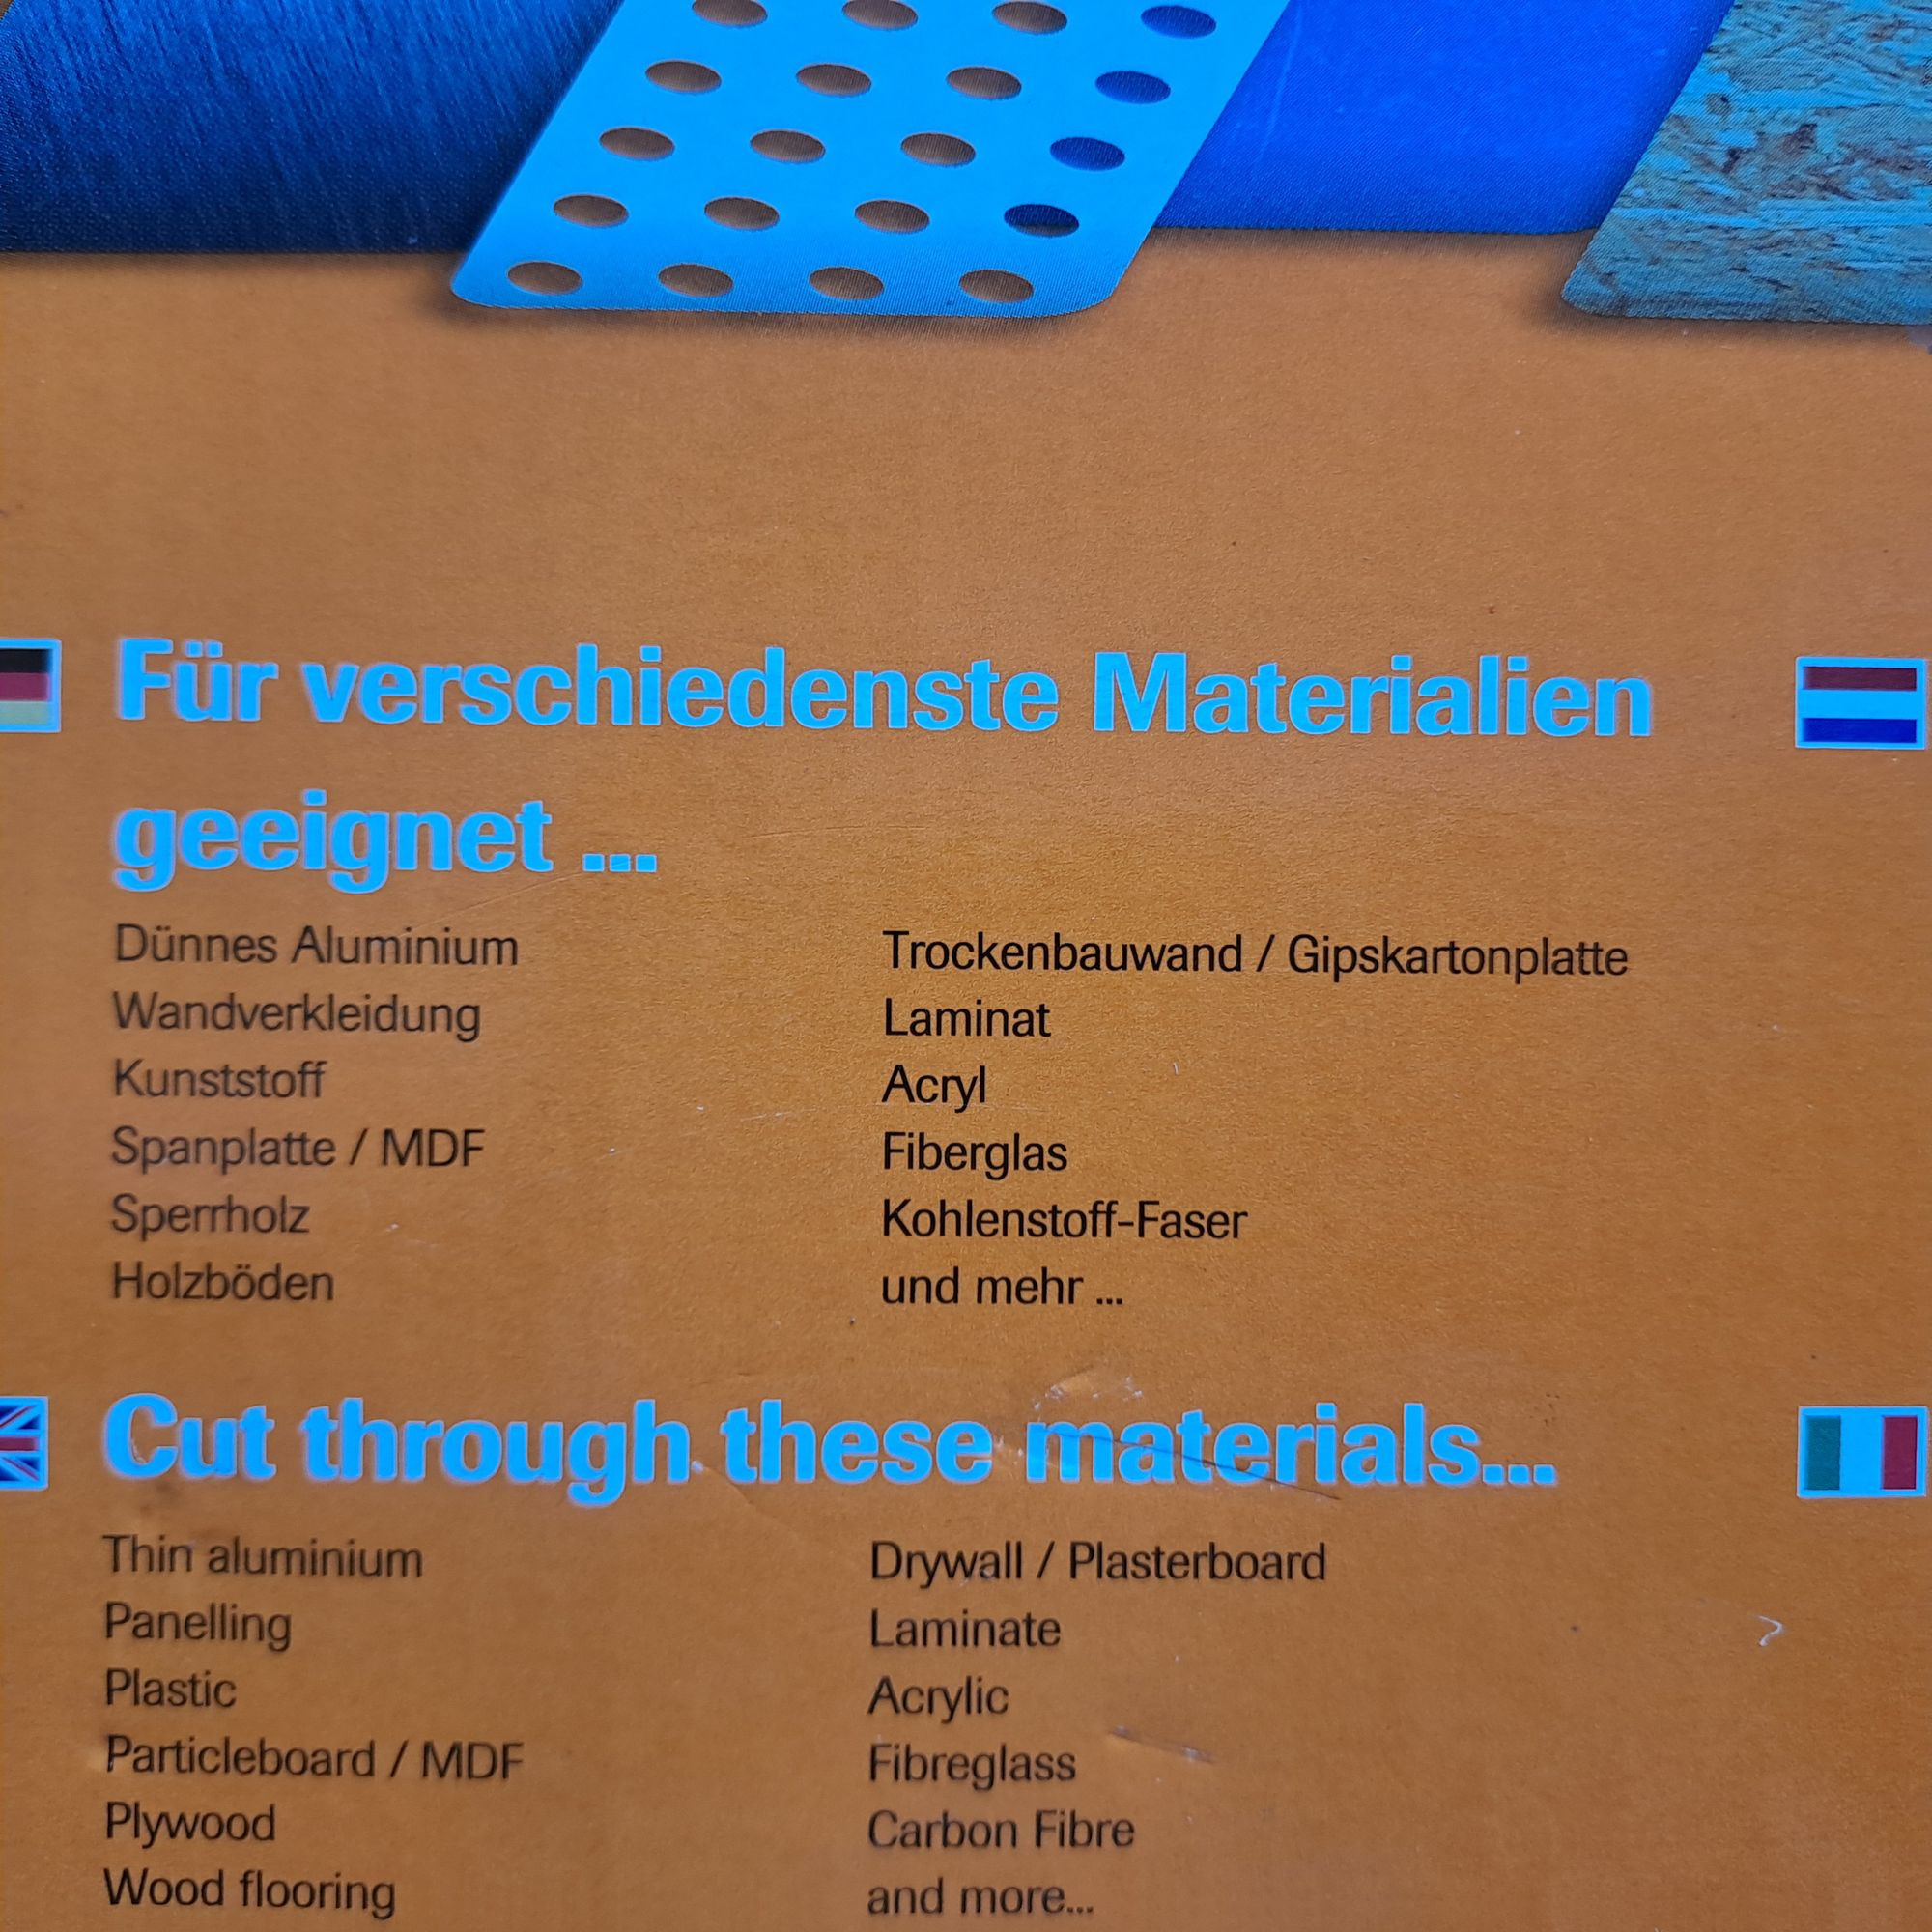 Für verschiedenste Materialien
geeignet ...
Dünnes Aluminium
Wandverkleidung
Kunststoff
Spanplatte / MDF
Sperrholz
Holzböden
Trockenbauwand / Gipskartonplatte
Laminat
Acryl
Fiberglas
Kohlenstoff-Faser
und mehr ...
Cut through these materials...
Thin aluminium
Panelling
Plastic
Particleboard / MDF
Plywood
Wood flooring
Drywall / Plasterboard
Laminate
Acrylic
Fibreglass
Carbon Fibre
and more...